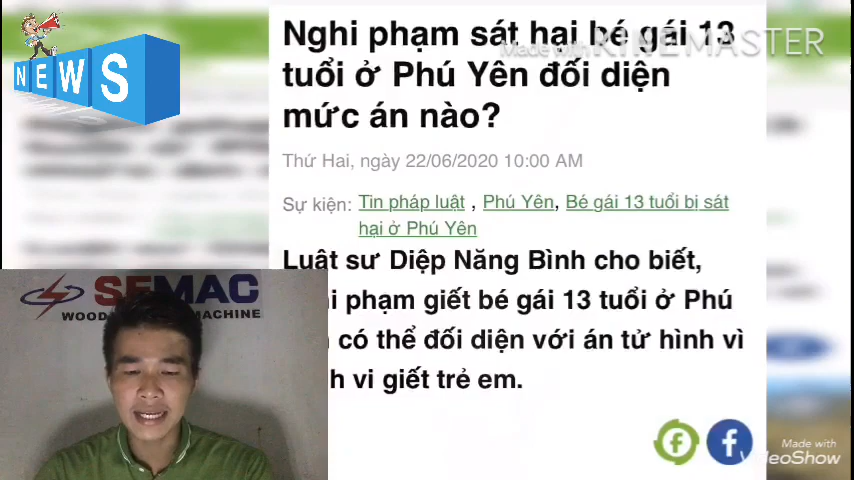 NEWS
Made with KINEMASTER
Nghi phạm sát hại bé gái 13
tuổi ở Phú Yên đối diện
mức án nào?
Thứ Hai, ngày 22/06/2020 10:00 AM
Sự kiện: Tin pháp luật , Phú Yên, Bé gái 13 tuổi bị sát
hại ở Phú Yên
Luật sư Diệp Năng Bình cho biết,
phạm giết bé gái 13 tuổi ở Phú
có thể đối diện với án tử hình vì
vi giết trẻ em.
SEMAC
WOOD MACHINE
Made with
VideoShow